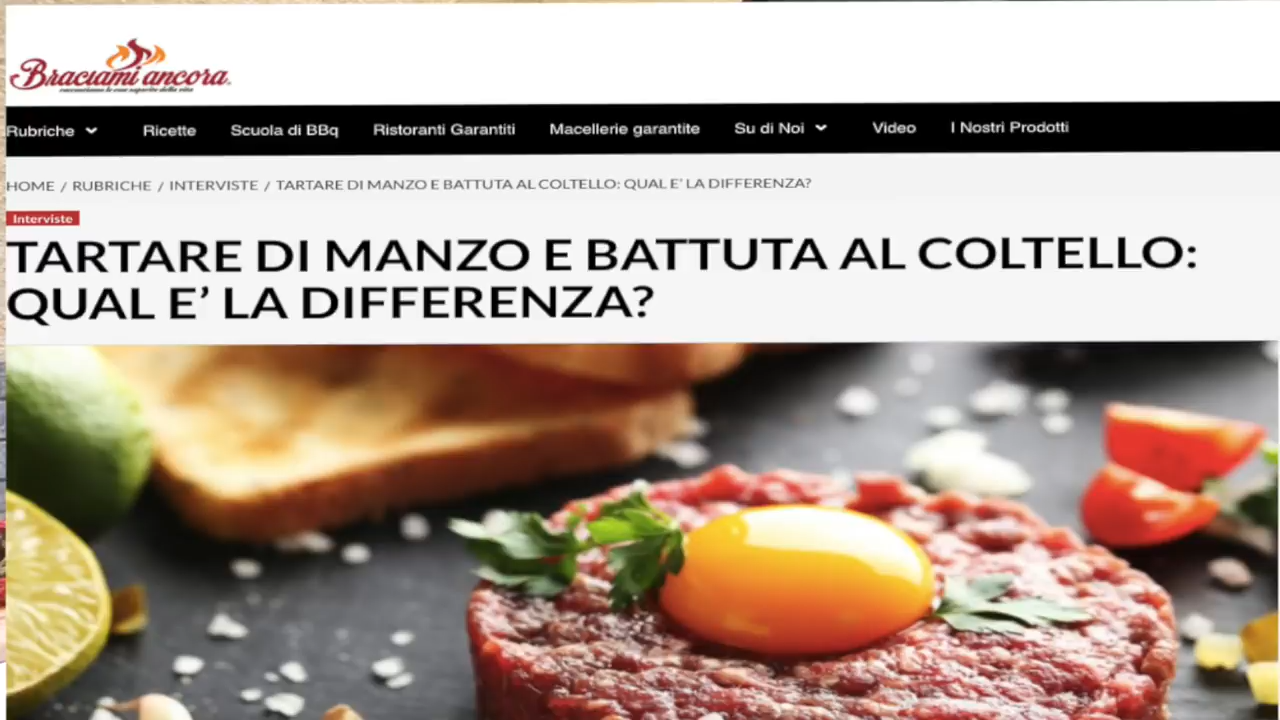 Braciami ancora
Rubriche Ricette Scuola di BBq Ristoranti Garantiti Macellerie garantite Su di Noi Video I Nostri Prodotti
HOME / RUBRICHE / INTERVISTE / TARTARE DI MANZO E BATTUTA AL COLTELLO: QUAL E' LA DIFFERENZA?
Interviste
TARTARE DI MANZO E BATTUTA AL COLTELLO:
QUAL E’ LA DIFFERENZA?